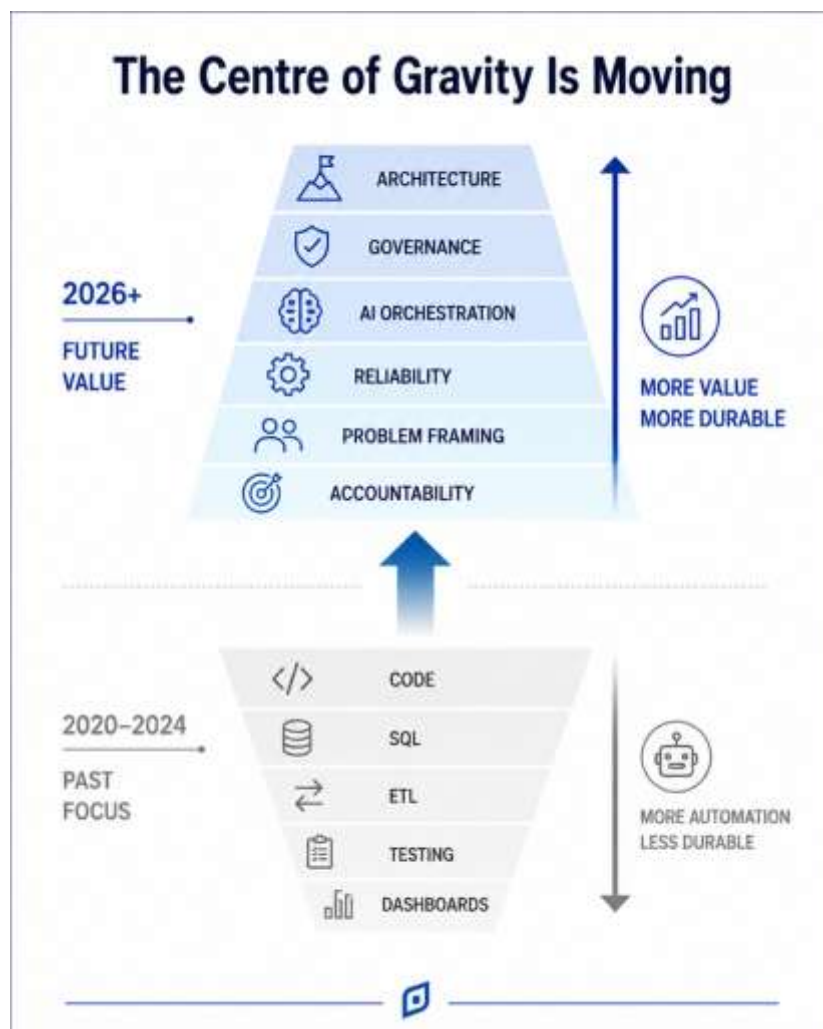 The Centre of Gravity Is Moving
ARCHITECTURE
GOVERNANCE
AI ORCHESTRATION
RELIABILITY
PROBLEM FRAMING
ACCOUNTABILITY
2026+
FUTURE
VALUE
MORE VALUE
MORE DURABLE
</>
CODE
SQL
ETL
TESTING
DASHBOARDS
2020–2024
PAST
FOCUS
MORE AUTOMATION
LESS DURABLE